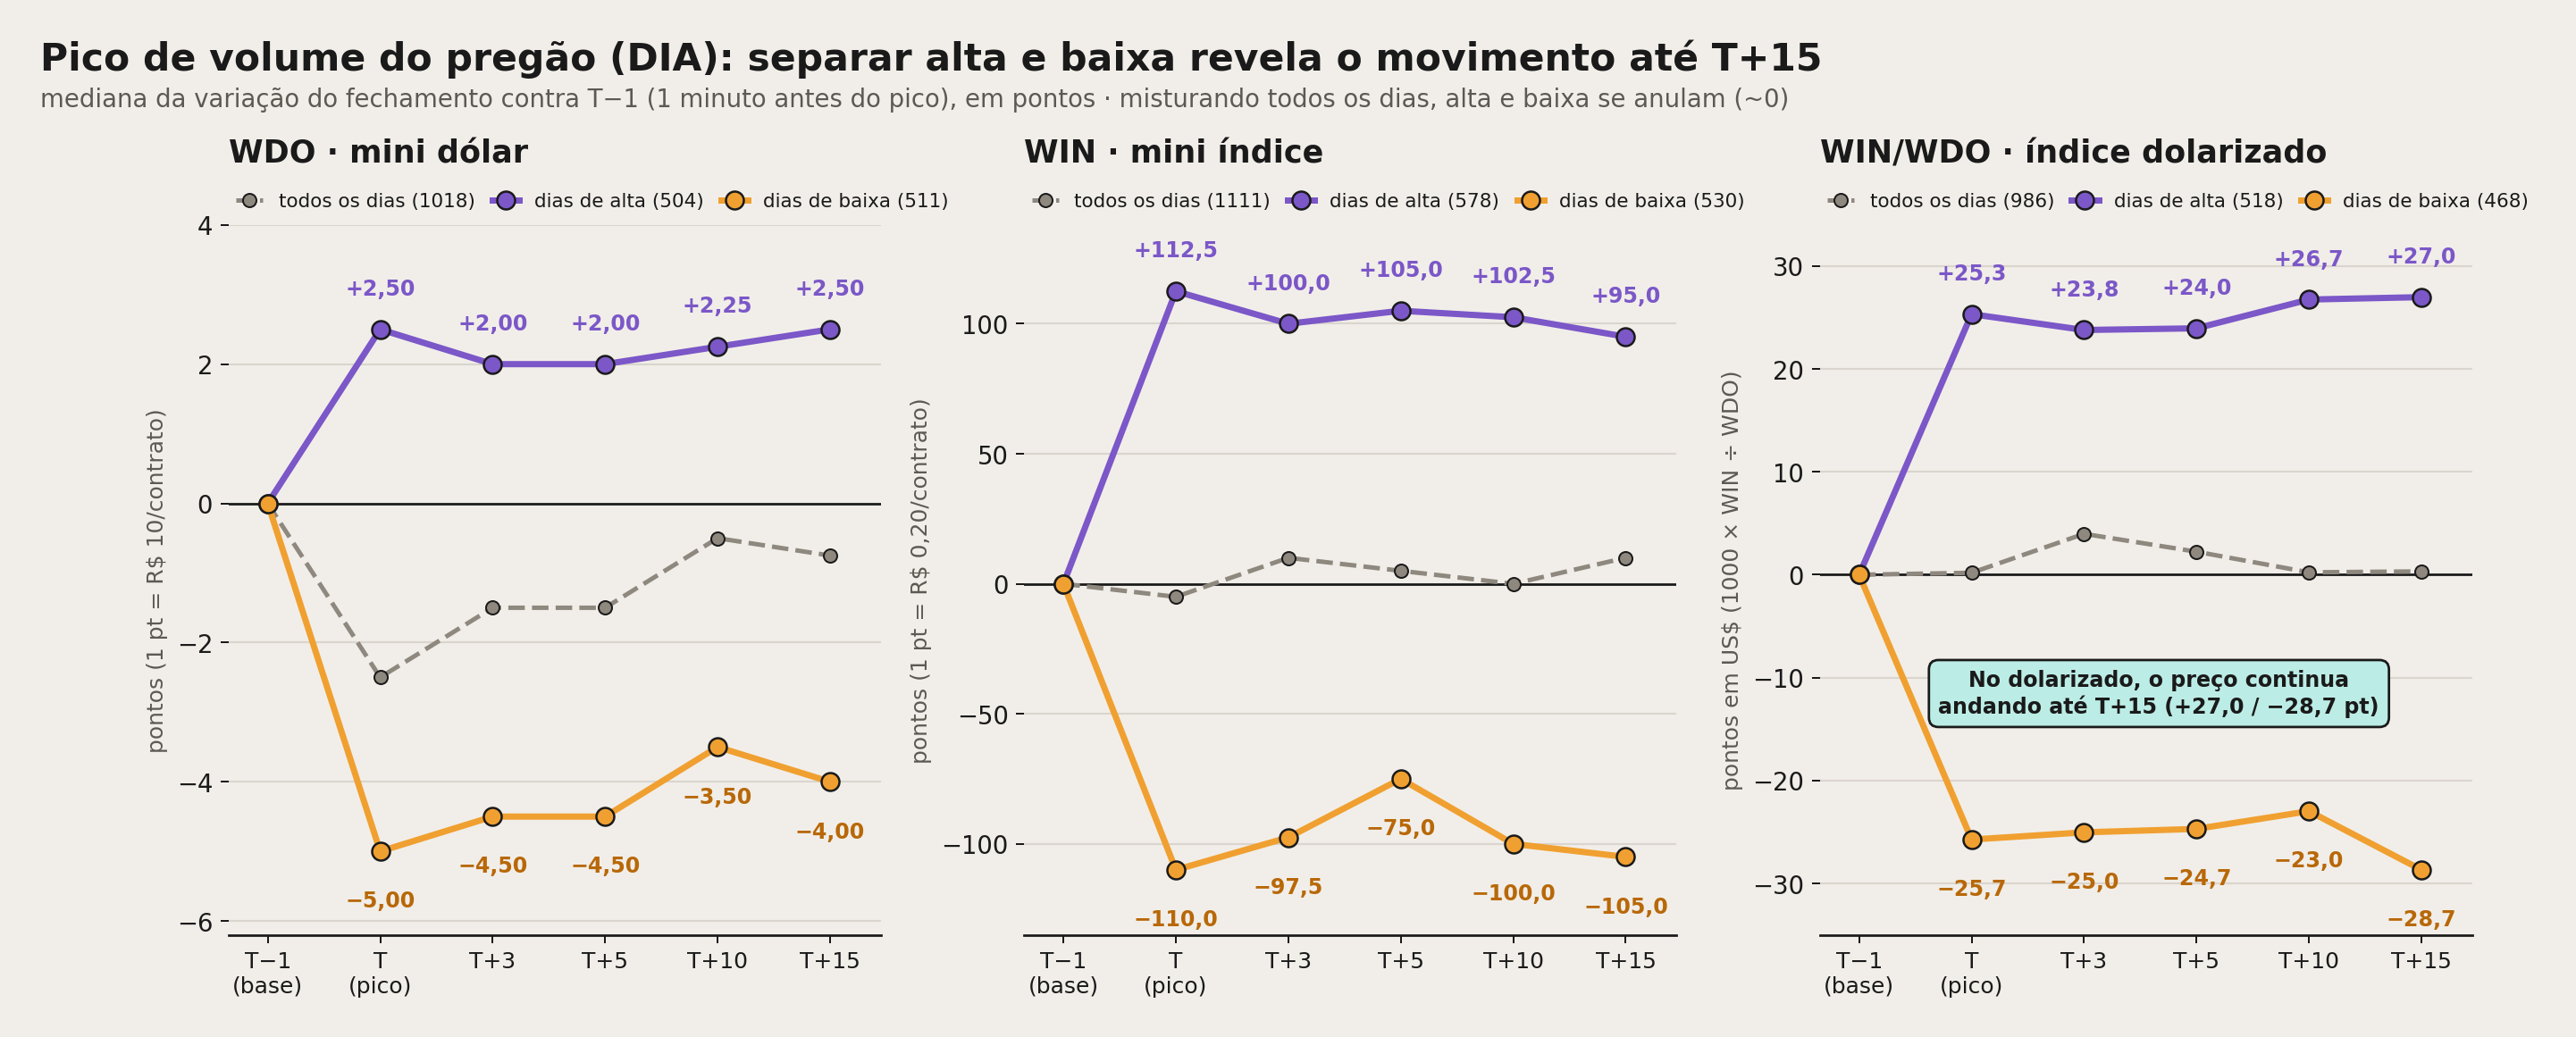 Pico de volume do pregão (DIA): separar alta e baixa revela o movimento até T+15
mediana da variação do fechamento contra T−1 (1 minuto antes do pico), em pontos · misturando todos os dias, alta e baixa se anulam (~0)
WDO · mini dólar
todos os dias (1018)
dias de alta (504)
dias de baixa (511)
pontos (1 pt = R$ 10/contrato)
4
2
0
−2
−4
−6
+2,50
+2,00
+2,00
+2,25
+2,50
−5,00
−4,50
−4,50
−3,50
−4,00
T−1
(base)
T
(pico)
T+3
T+5
T+10
T+15
WIN · mini índice
todos os dias (1111)
dias de alta (578)
dias de baixa (530)
pontos (1 pt = R$ 0,20/contrato)
100
50
0
−50
−100
+112,5
+100,0
+105,0
+102,5
+95,0
−110,0
−97,5
−75,0
−100,0
−105,0
T−1
(base)
T
(pico)
T+3
T+5
T+10
T+15
WIN/WDO · índice dolarizado
todos os dias (986)
dias de alta (518)
dias de baixa (468)
pontos em US$ (1000 × WIN ÷ WDO)
30
20
10
0
−10
−20
−30
+25,3
+23,8
+24,0
+26,7
+27,0
No dolarizado, o preço continua
andando até T+15 (+27,0 / −28,7 pt)
−25,7
−25,0
−24,7
−23,0
−28,7
T−1
(base)
T
(pico)
T+3
T+5
T+10
T+15